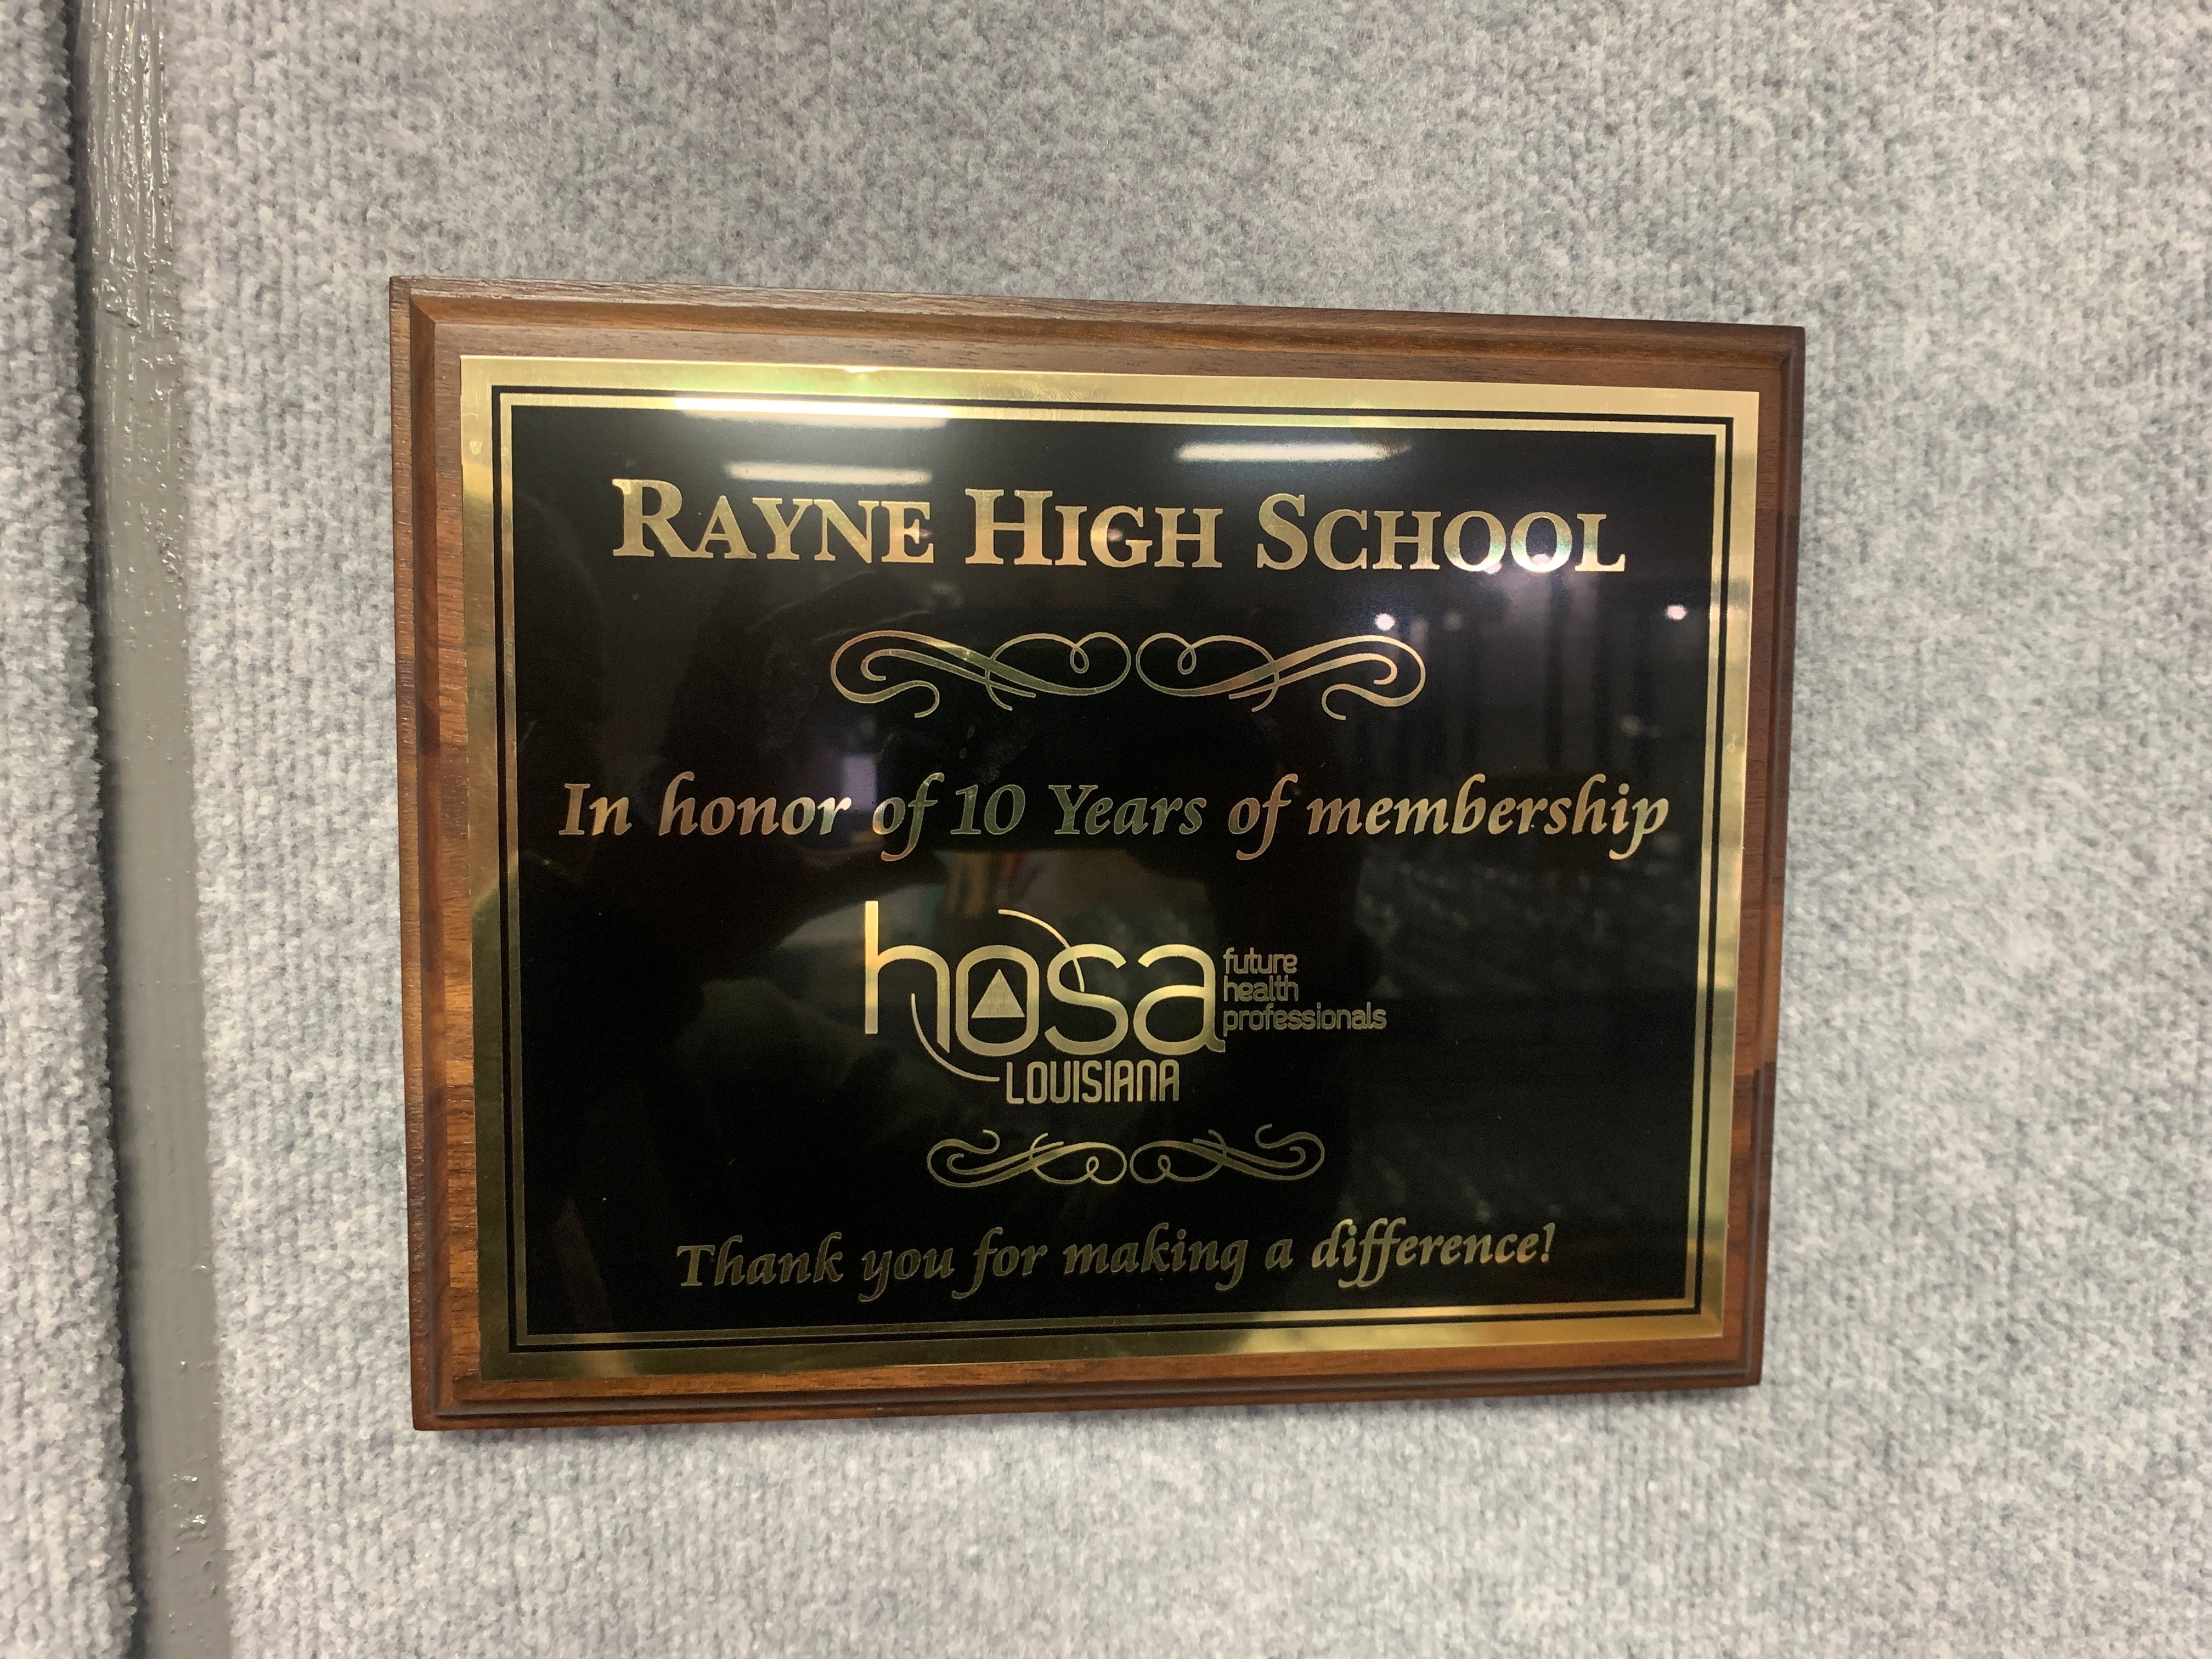 RAYNE HIGH SCHOOL
In honor of 10 Years of membership
hosa
future
health
professionals
LOUISIANA
Thank you for making a difference!